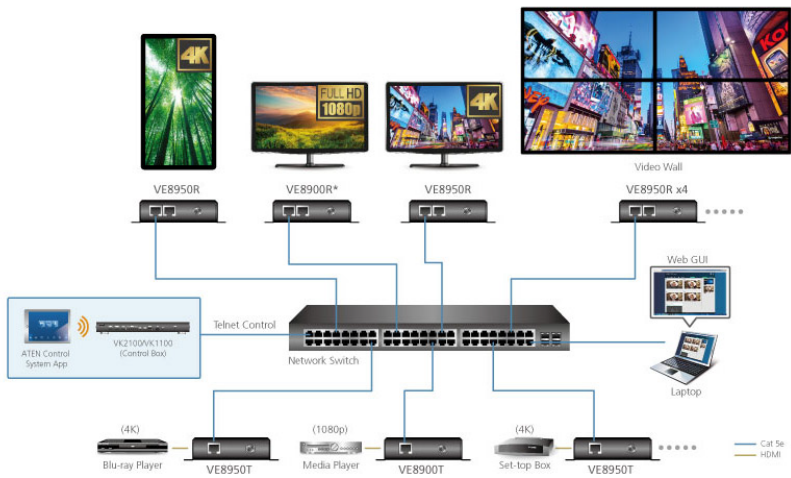 4K
FULL HD
1080p
4K
Video Wall
VE8950R
VE8900R*
VE8950R
VE8950R x4
Web GUI
Telnet Control
ATEN Control
System App
VK2100/VK1100
(Control Box)
Network Switch
Laptop
(4K)
Blu-ray Player
VE8950T
(1080p)
Media Player
VE8900T
(4K)
Set-top Box
VE8950T
Cat 5e
HDMI